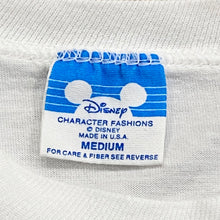 Disney
CHARACTER FASHIONS
© DISNEY
MADE IN U.S.A.
MEDIUM
FOR CARE & FIBER SEE REVERSE